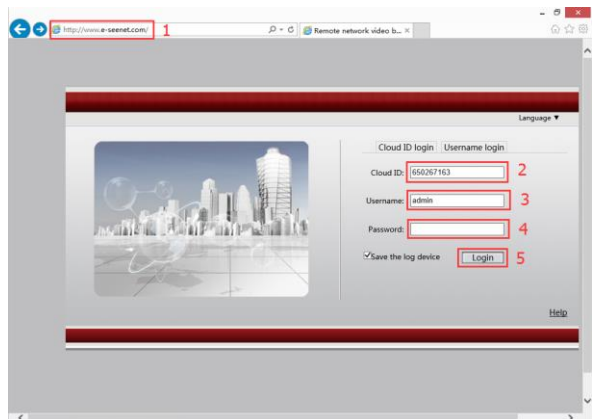 http://www.e-seenet.com/ 1 Remote network video b...
Language ▼
Cloud ID login Username login
Cloud ID: 650267163 2
Username: admin 3
Password: 4
Save the log device Login 5
Help